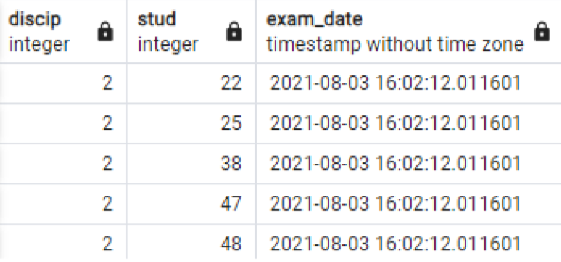 discip stud exam_date
integer integer timestamp without time zone
2 22 2021-08-03 16:02:12.011601
2 25 2021-08-03 16:02:12.011601
2 38 2021-08-03 16:02:12.011601
2 47 2021-08-03 16:02:12.011601
2 48 2021-08-03 16:02:12.011601